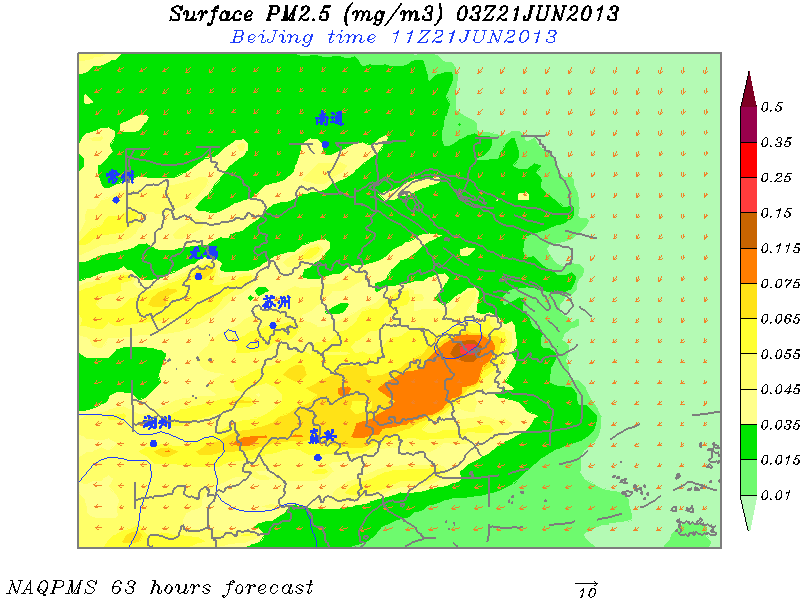 Surface PM2.5 (mg/m3) 03Z21JUN2013
BeiJing time 11Z21JUN2013
南通
常州
无锡
苏州
湖州
嘉兴
0.5
0.35
0.25
0.15
0.115
0.075
0.065
0.055
0.045
0.035
0.015
0.01
NAQPMS 63 hours forecast
10